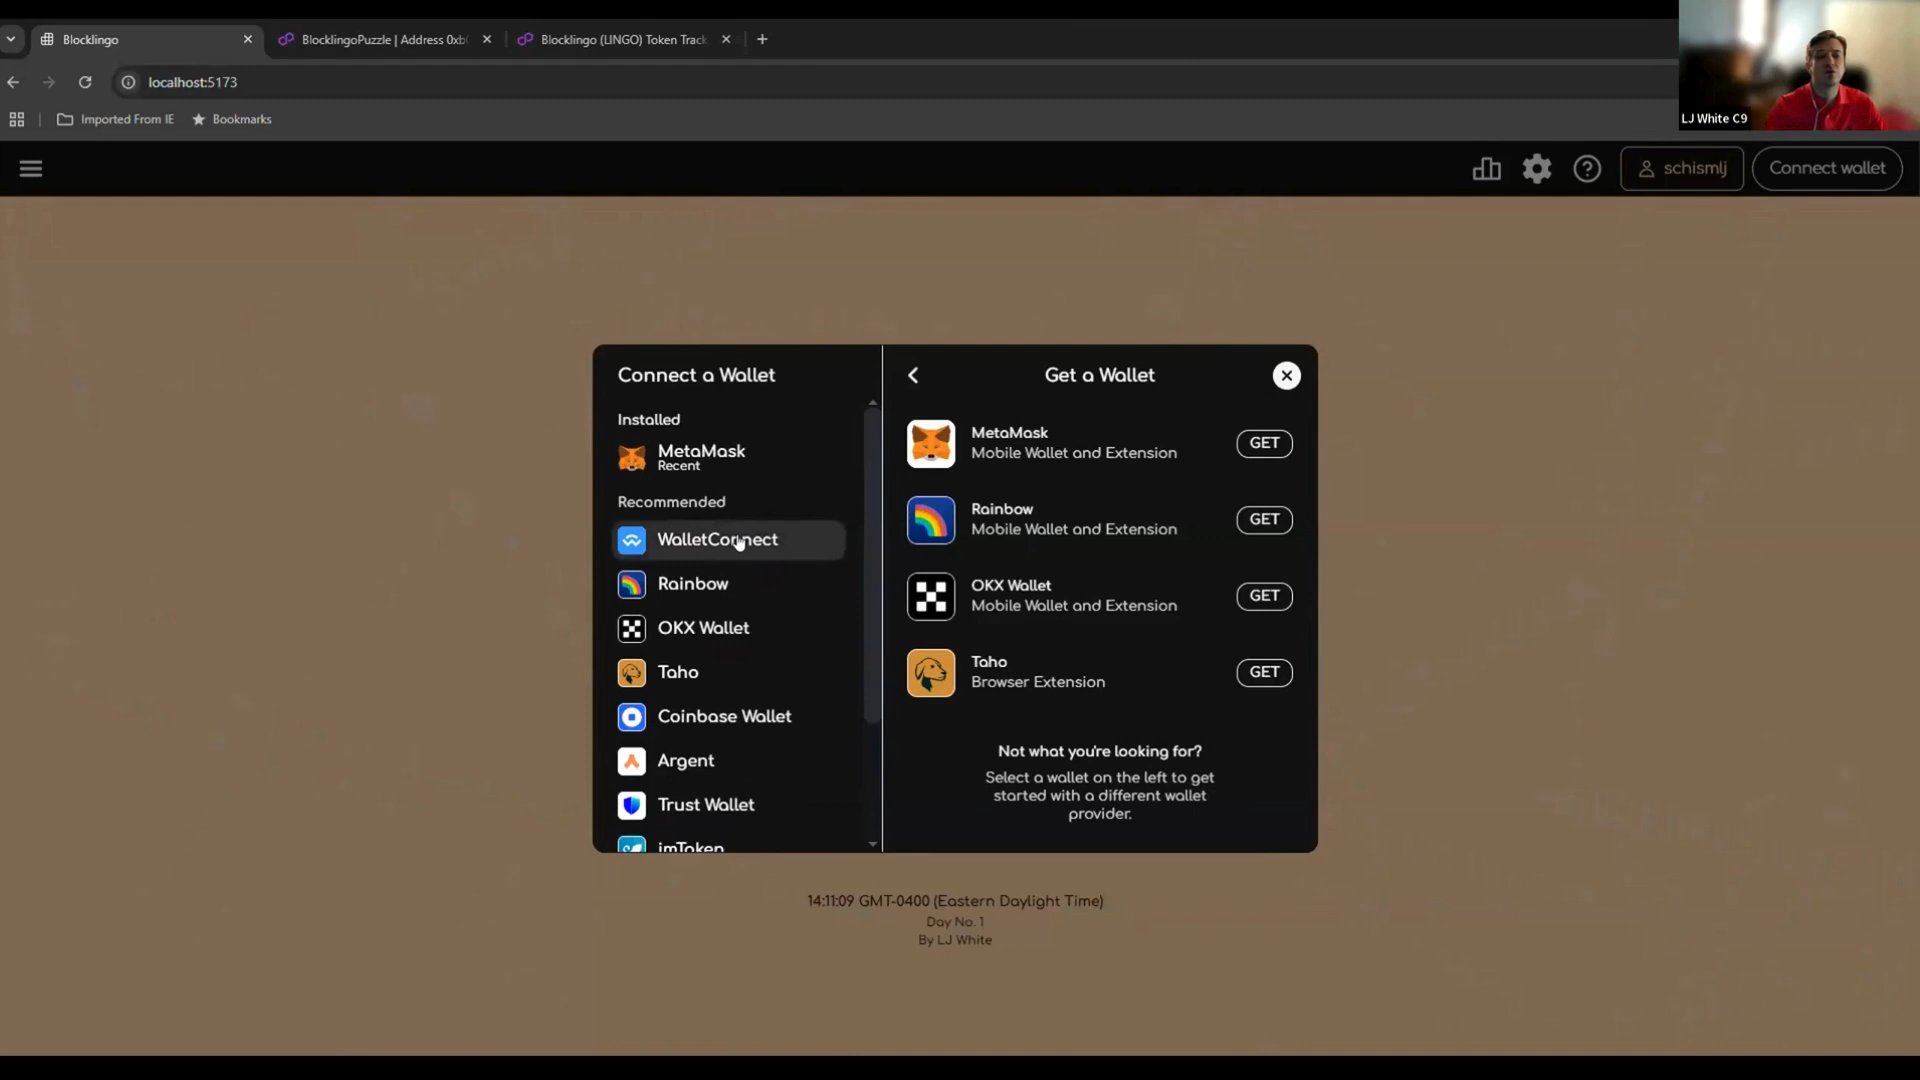 Blocklingo
BlocklingoPuzzle | Address 0xb
Blocklingo (LINGO) Token Track
localhost:5173
Imported From IE
Bookmarks
LJ White C9
schismlj
Connect wallet
Connect a Wallet
Installed
MetaMask
Recent
Recommended
WalletConnect
Rainbow
OKX Wallet
Taho
Coinbase Wallet
Argent
Trust Wallet
imToken
Get a Wallet
MetaMask
Mobile Wallet and Extension
GET
Rainbow
Mobile Wallet and Extension
GET
OKX Wallet
Mobile Wallet and Extension
GET
Taho
Browser Extension
GET
Not what you're looking for?
Select a wallet on the left to get
started with a different wallet
provider.
14:11:09 GMT-0400 (Eastern Daylight Time)
Day No. 1
By LJ White